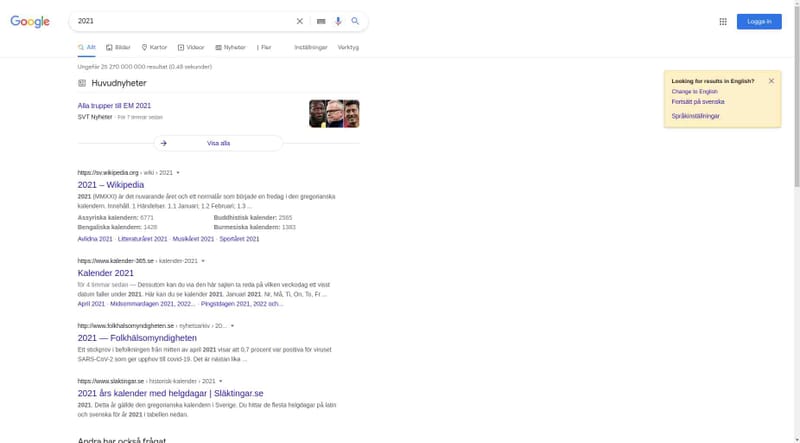 Google
2021
Logga in
Allt
Bilder
Kartor
Videor
Nyheter
Fler
Inställningar
Verktyg
Ungefär 25 270 000 000 resultat (0,48 sekunder)
Looking for results in English?
Change to English
Fortsätt på svenska
Språkinställningar
Huvudnyheter
Alla trupper till EM 2021
SVT Nyheter · För 7 timmar sedan
Visa alla
https://sv.wikipedia.org › wiki › 2021
2021 – Wikipedia
2021 (MMXXI) är det nuvarande året och ett normalår som började en fredag i den gregorianska
kalendern. Innehåll. 1 Händelser. 1.1 Januari; 1.2 Februari; 1.3 ...
Assyriska kalendern: 6771
Buddhistisk kalender: 2565
Bengaliska kalendern: 1428
Burmesiska kalendern: 1383
Avlidna 2021 · Litteraturåret 2021 · Musikåret 2021 · Sportåret 2021
https://www.kalender-365.se › kalender-2021
Kalender 2021
för 4 timmar sedan — Dessutom kan du via den här sajten ta reda på vilken veckodag ett visst
datum faller under 2021. Här kan du se kalender 2021. Januari 2021. Nr, Må, Ti, On, To, Fr ...
April 2021 · Midsommardagen 2021, 2022... · Pingstdagen 2021, 2022 och...
http://www.folkhalsomyndigheten.se › nyhetsarkiv › 20...
2021 — Folkhälsomyndigheten
Ett stickprov i befolkningen från mitten av april 2021 visar att 0,7 procent var positiva för viruset
SARS-CoV-2 som ger upphov till covid-19. Det är nästan lika ...
https://www.slaktingar.se › historisk-kalender › 2021
2021 års kalender med helgdagar | Släktingar.se
2021. Detta år gällde den gregorianska kalendern i Sverige. Du hittar de flesta helgdagar på latin
och svenska för år 2021 i tabellen nedan.
Andra har också frågat